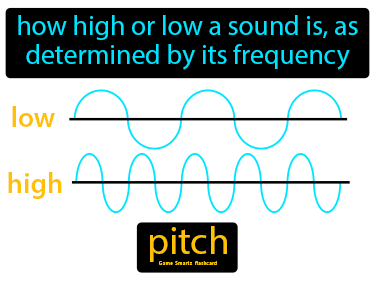 how high or low a sound is, as
determined by its frequency
low
high
pitch
Game Smartz flashcard